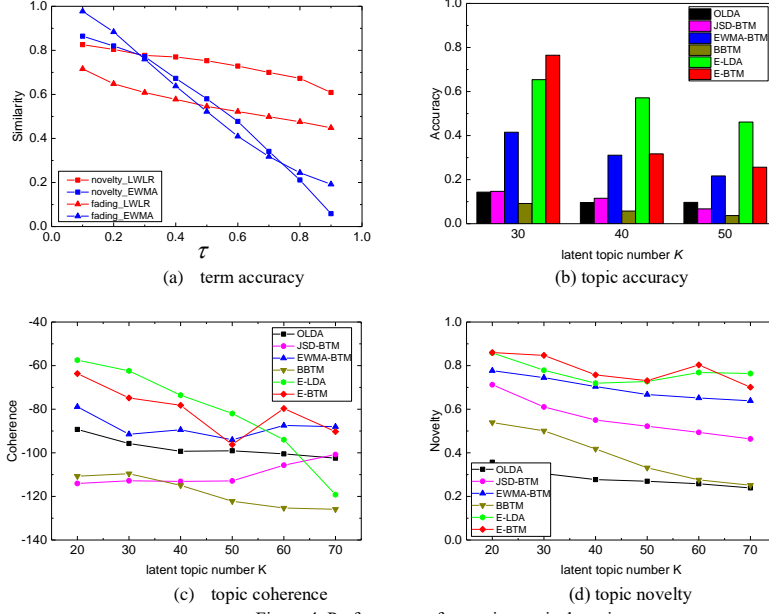 1.0
0.8
0.6
0.4
0.2
0.0
Similarity
novelty_LWLR
novelty_EWMA
fading_LWLR
fading_EWMA
0.0 0.2 0.4 0.6 0.8 1.0
τ
(a) term accuracy
1.0
0.8
0.6
0.4
0.2
0.0
Accuracy
OLDA
JSD-BTM
EWMA-BTM
BBTM
E-LDA
E-BTM
30 40 50
latent topic number K
(b) topic accuracy
-40
-60
-80
-100
-120
-140
Coherence
OLDA
JSD-BTM
EWMA-BTM
BBTM
E-LDA
E-BTM
20 30 40 50 60 70
latent topic number K
(c) topic coherence
1.0
0.8
0.6
0.4
0.2
0.0
Novelty
OLDA
JSD-BTM
EWMA-BTM
BBTM
E-LDA
E-BTM
20 30 40 50 60 70
latent topic number K
(d) topic novelty